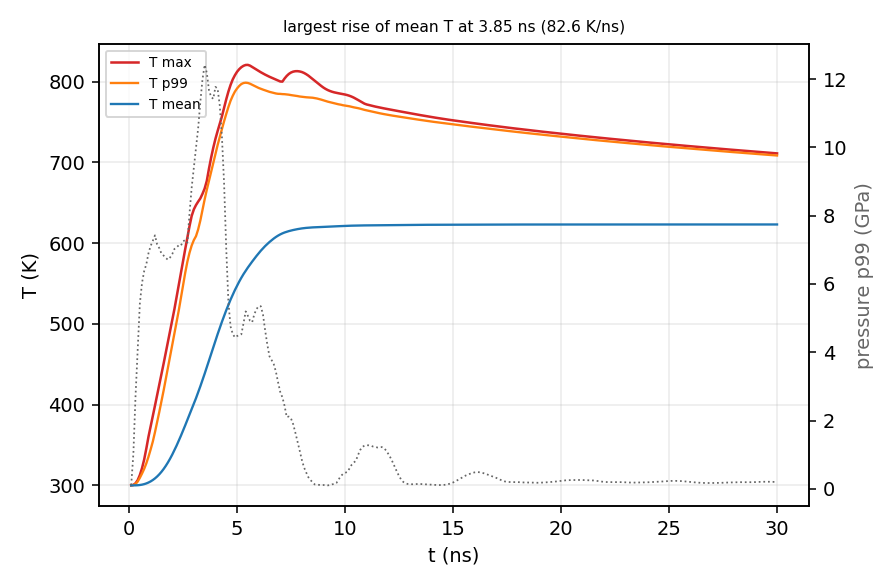 largest rise of mean T at 3.85 ns (82.6 K/ns)
T max
T p99
T mean
800
700
600
500
400
300
T (K)
12
10
8
6
4
2
0
pressure p99 (GPa)
0
5
10
15
20
25
30
t (ns)